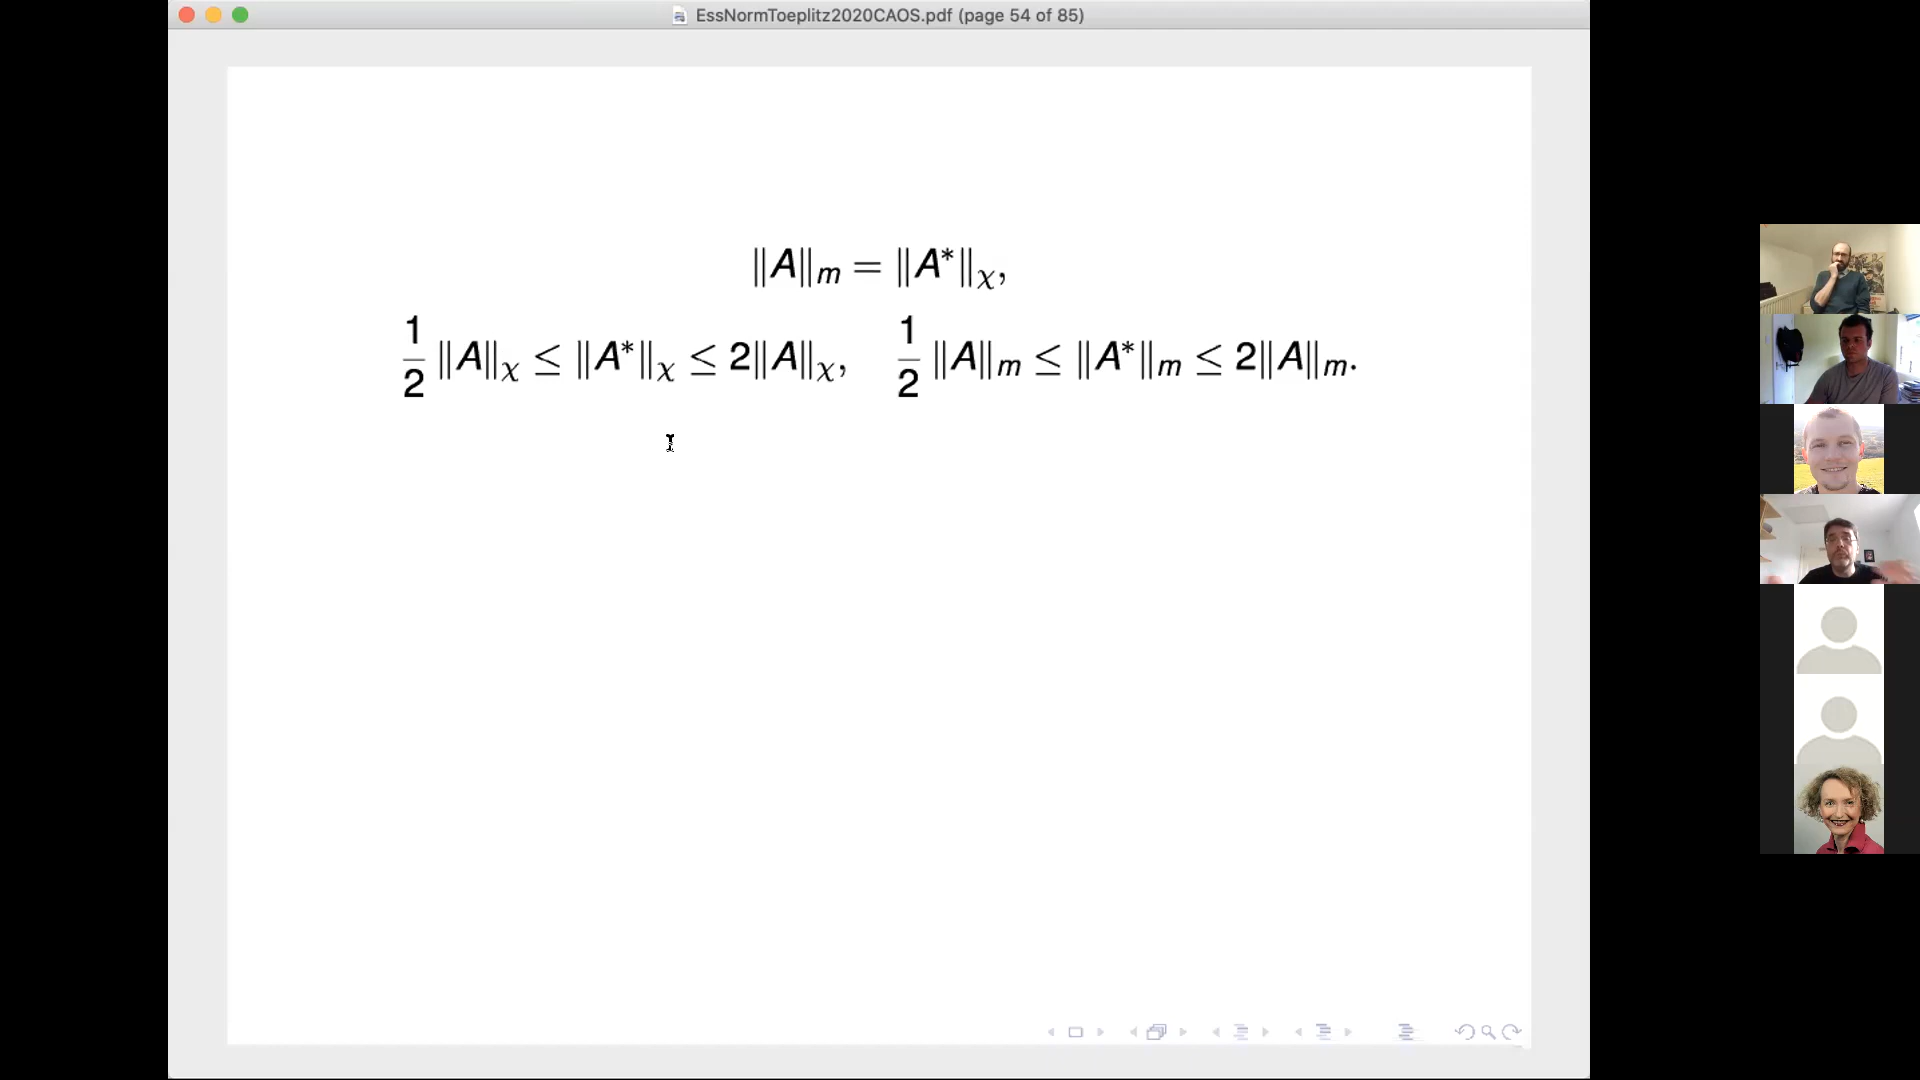 EssNormToeplitz2020CAOS.pdf (page 54 of 85)
‖A‖_m = ‖A*‖_χ,
1/2 ‖A‖_χ ≤ ‖A*‖_χ ≤ 2‖A‖_χ, 1/2 ‖A‖_m ≤ ‖A*‖_m ≤ 2‖A‖_m.